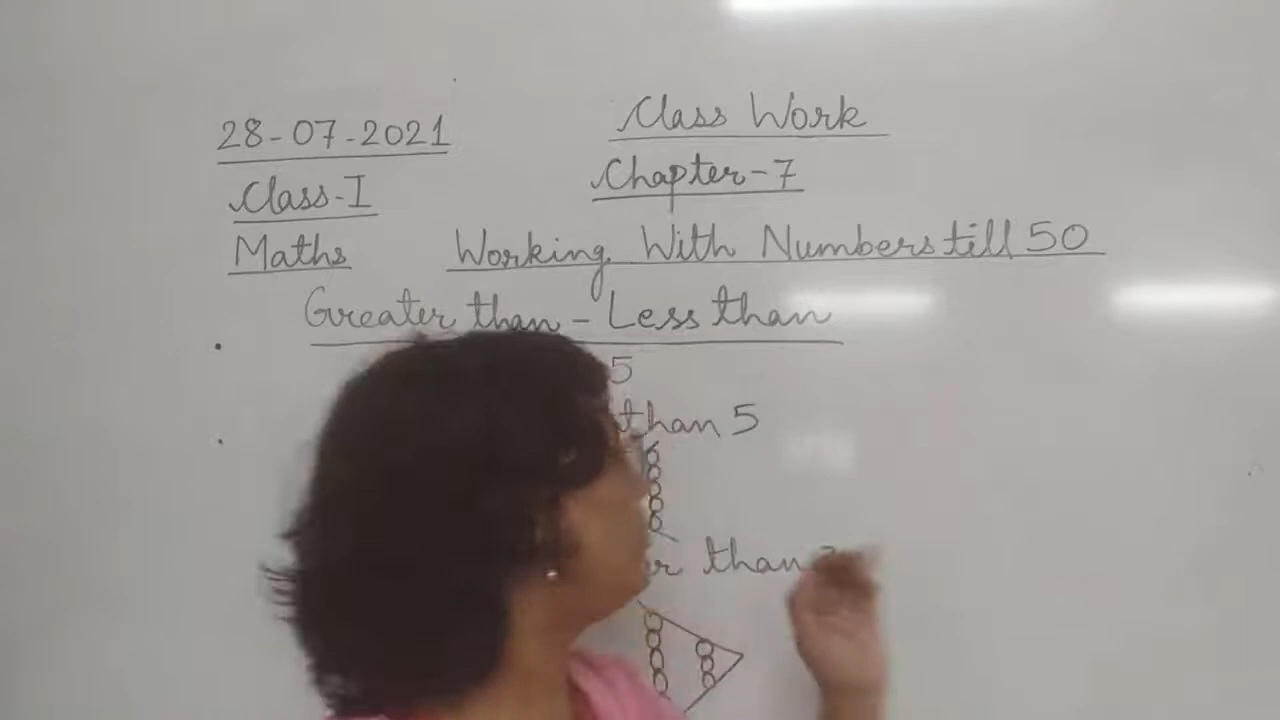 28-07-2021 Class Work
Class-I Chapter-7
Maths Working With Numbers till 50
Greater than - Less than
5
than 5
than